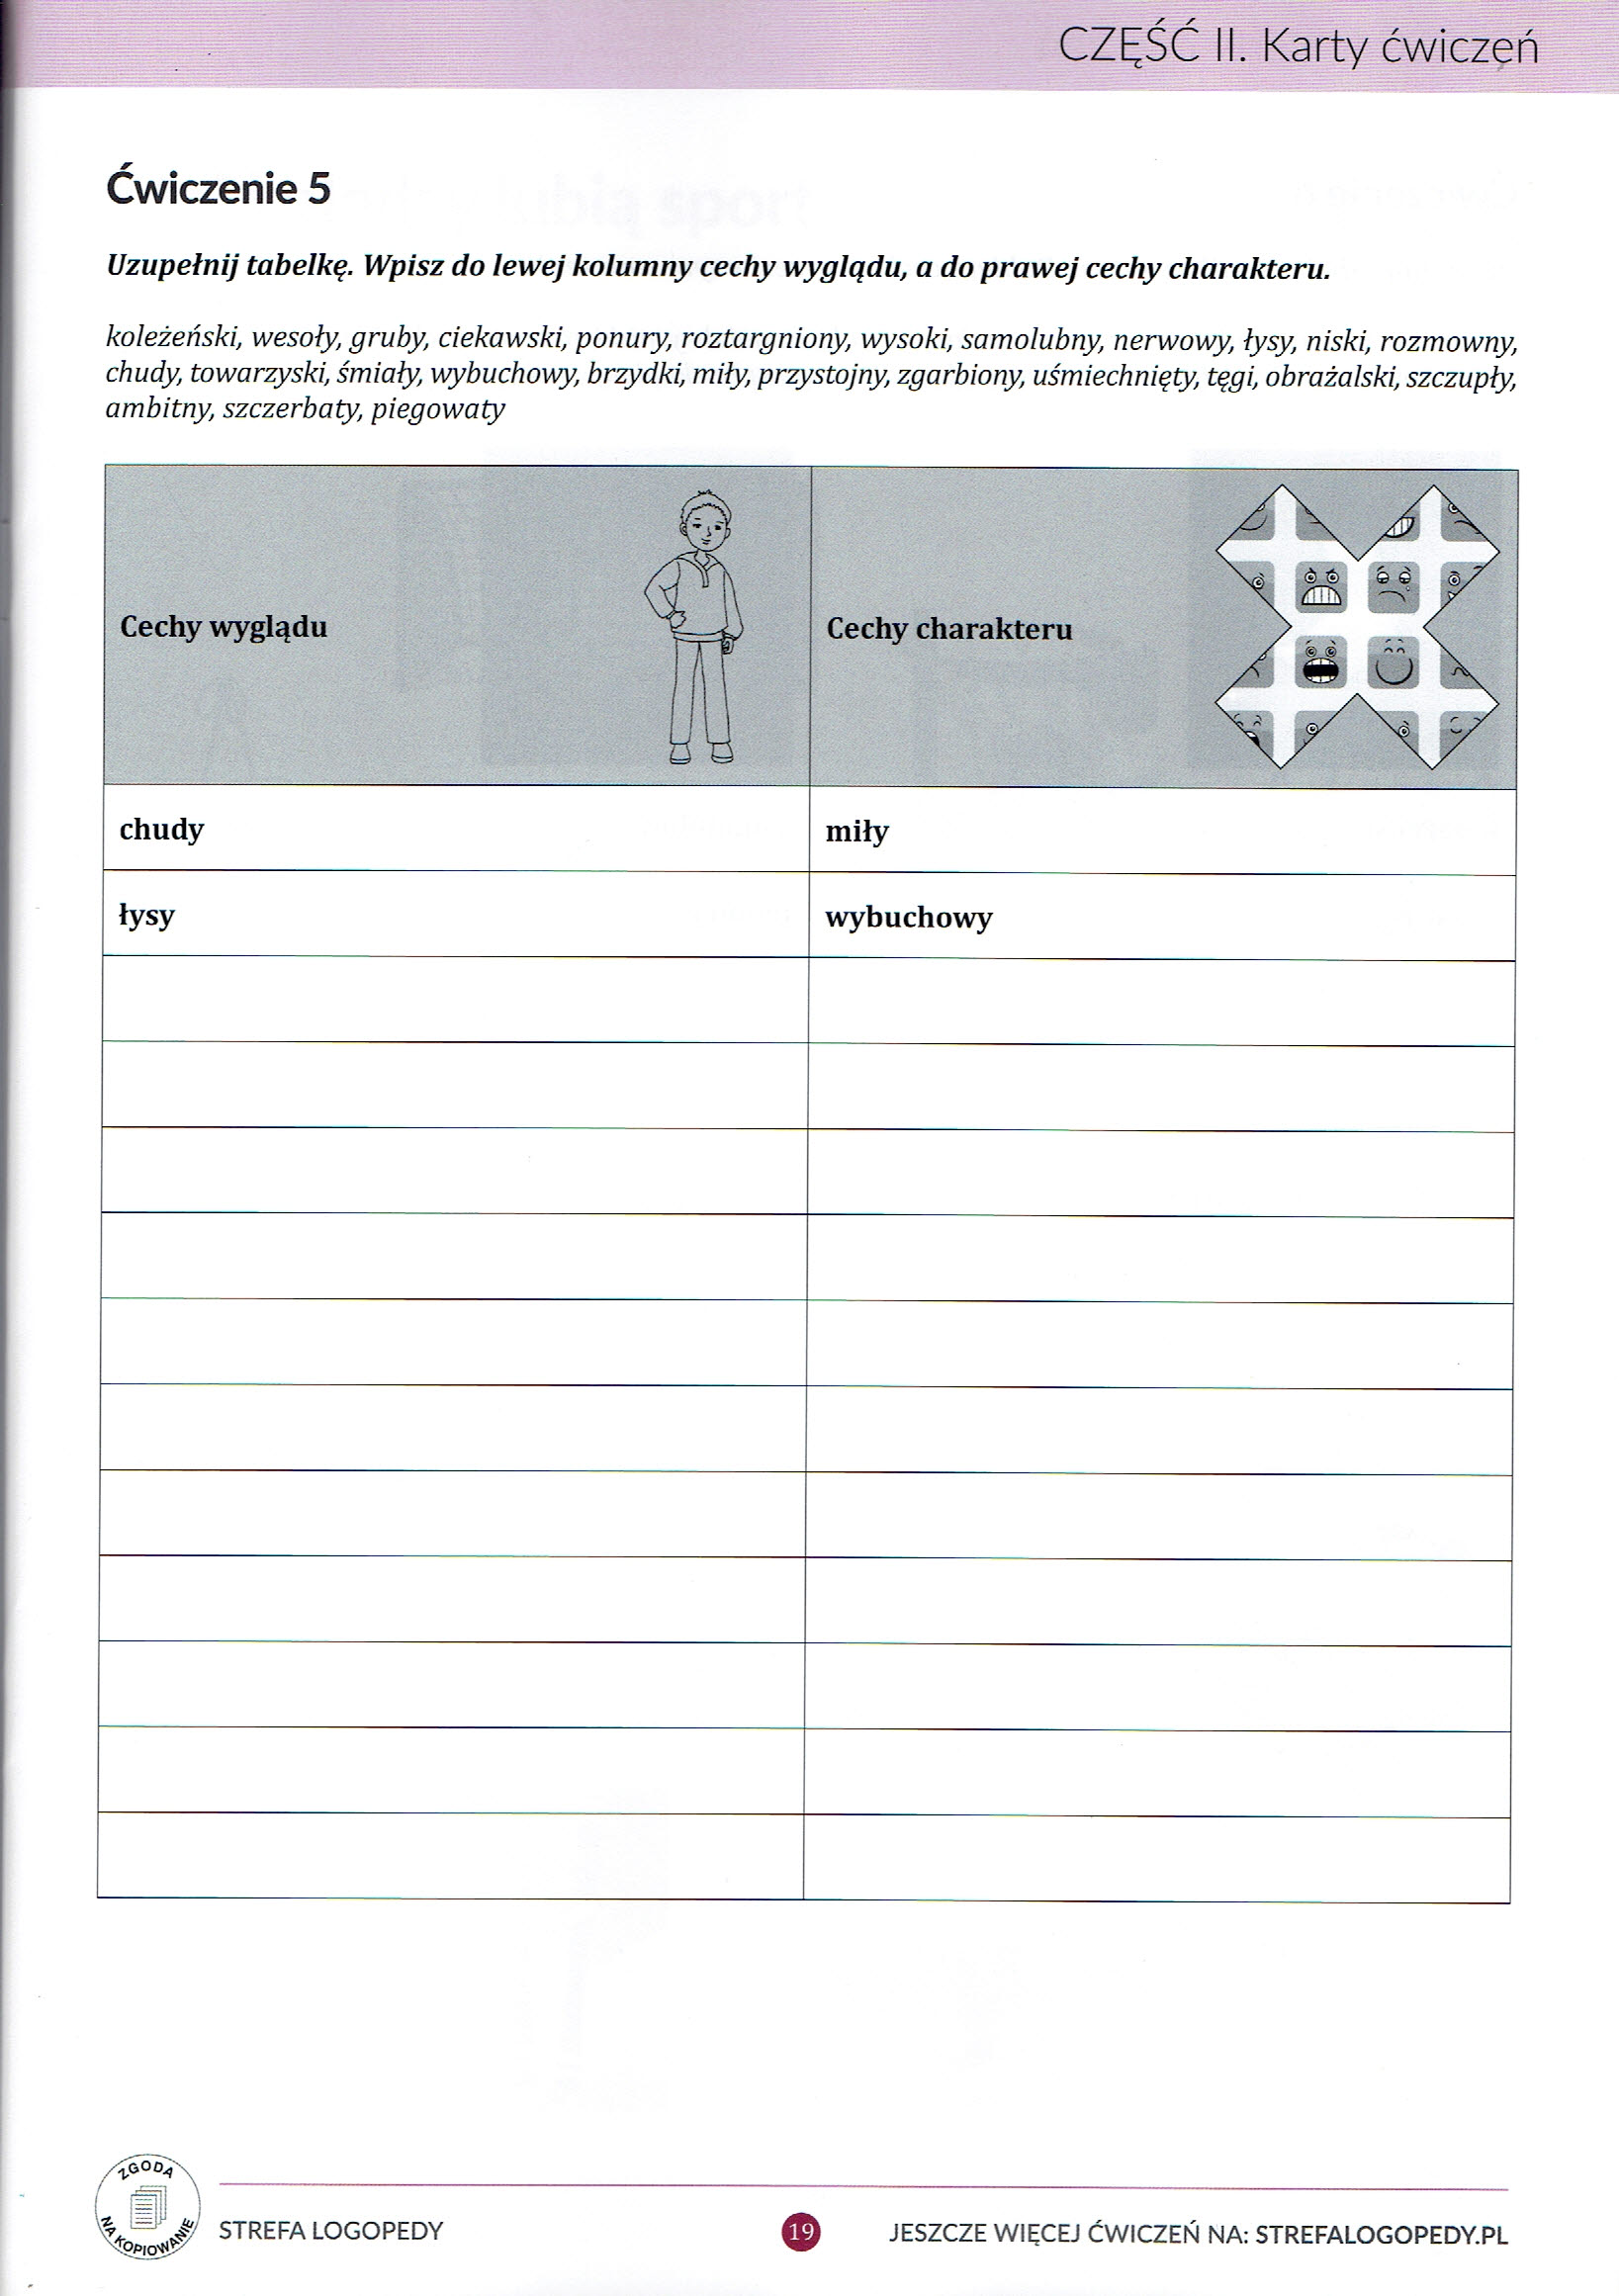 CZĘŚĆ II. Karty ćwiczeń
Ćwiczenie 5
Uzupełnij tabelkę. Wpisz do lewej kolumny cechy wyglądu, a do prawej cechy charakteru.
koleżeński, wesoły, gruby, ciekawski, ponury, roztargniony, wysoki, samolubny, nerwowy, łysy, niski, rozmowny,
chudy, towarzyski, śmiały, wybuchowy, brzydki, miły, przystojny, zgarbiony, uśmiechnięty, tęgi, obrażalski, szczupły,
ambitny, szczerbaty, piegowaty
Cechy wyglądu
Cechy charakteru
chudy
miły
łysy
wybuchowy
ZGODA
NA KOPIOWANIE
STREFA LOGOPEDY
19
JESZCZE WIĘCEJ ĆWICZEŃ NA: STREFALOGOPEDY.PL